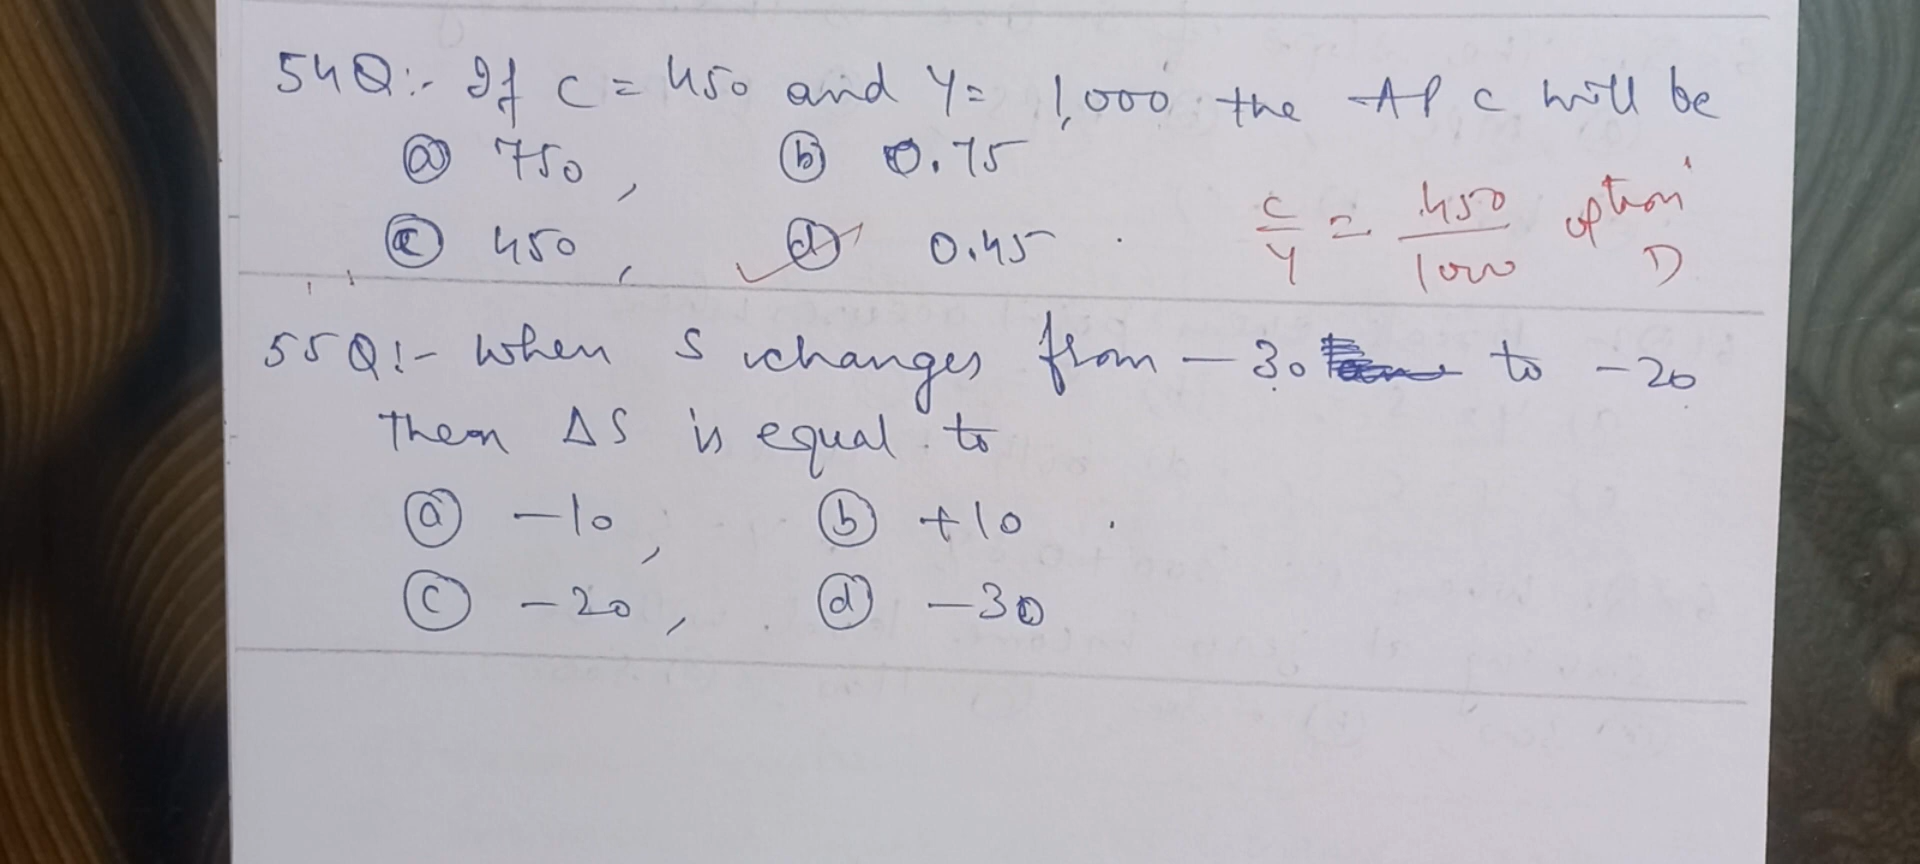 54Q:- If C = 450 and Y= 1,000 the APC will be
(a) 750, (b) 0.75
(c) 450, (d) 0.45.
C/Y = 450/1000 option D
55Q:- When S changes from -30 to -20
Then ΔS is equal to
(a) -10, (b) +10.
(c) -20, (d) -30